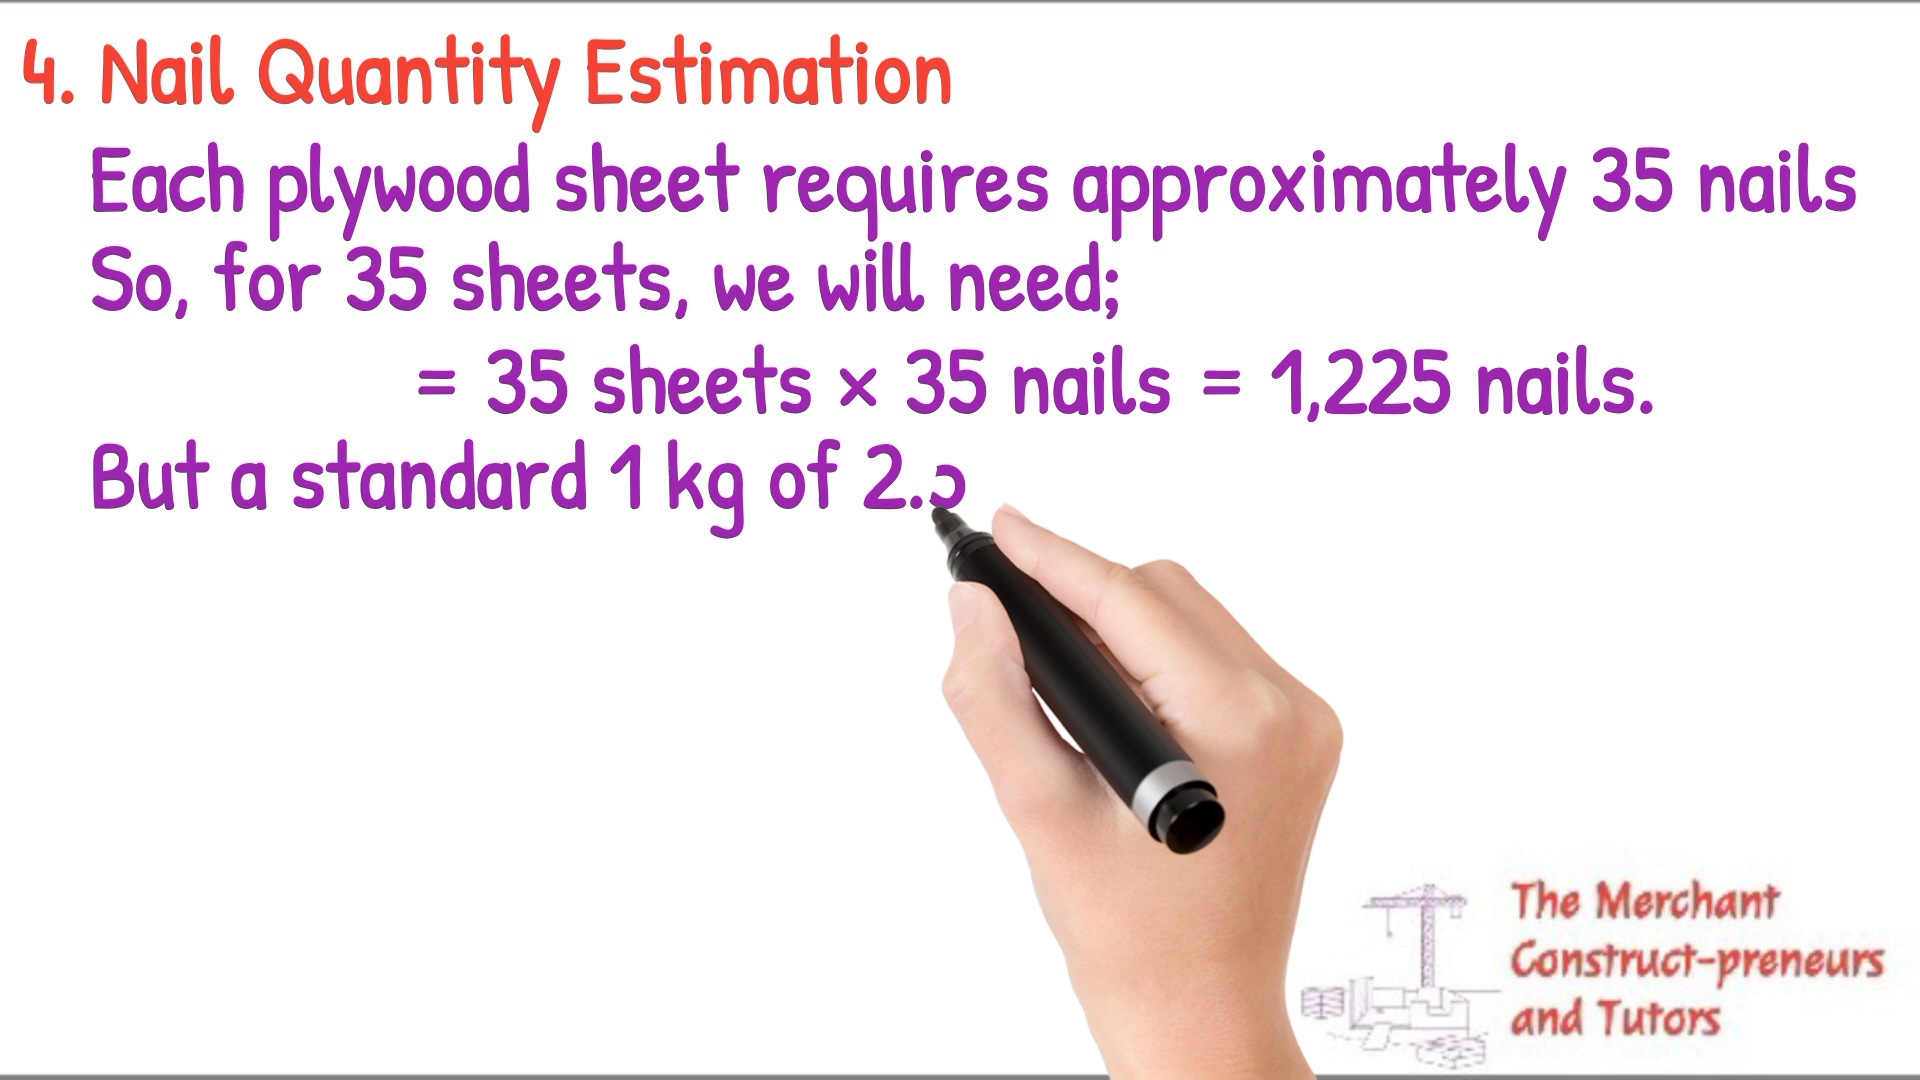 4. Nail Quantity Estimation
Each plywood sheet requires approximately 35 nails
So, for 35 sheets, we will need;
= 35 sheets × 35 nails = 1,225 nails.
But a standard 1 kg of 2.
The Merchant
Construct-preneurs
and Tutors